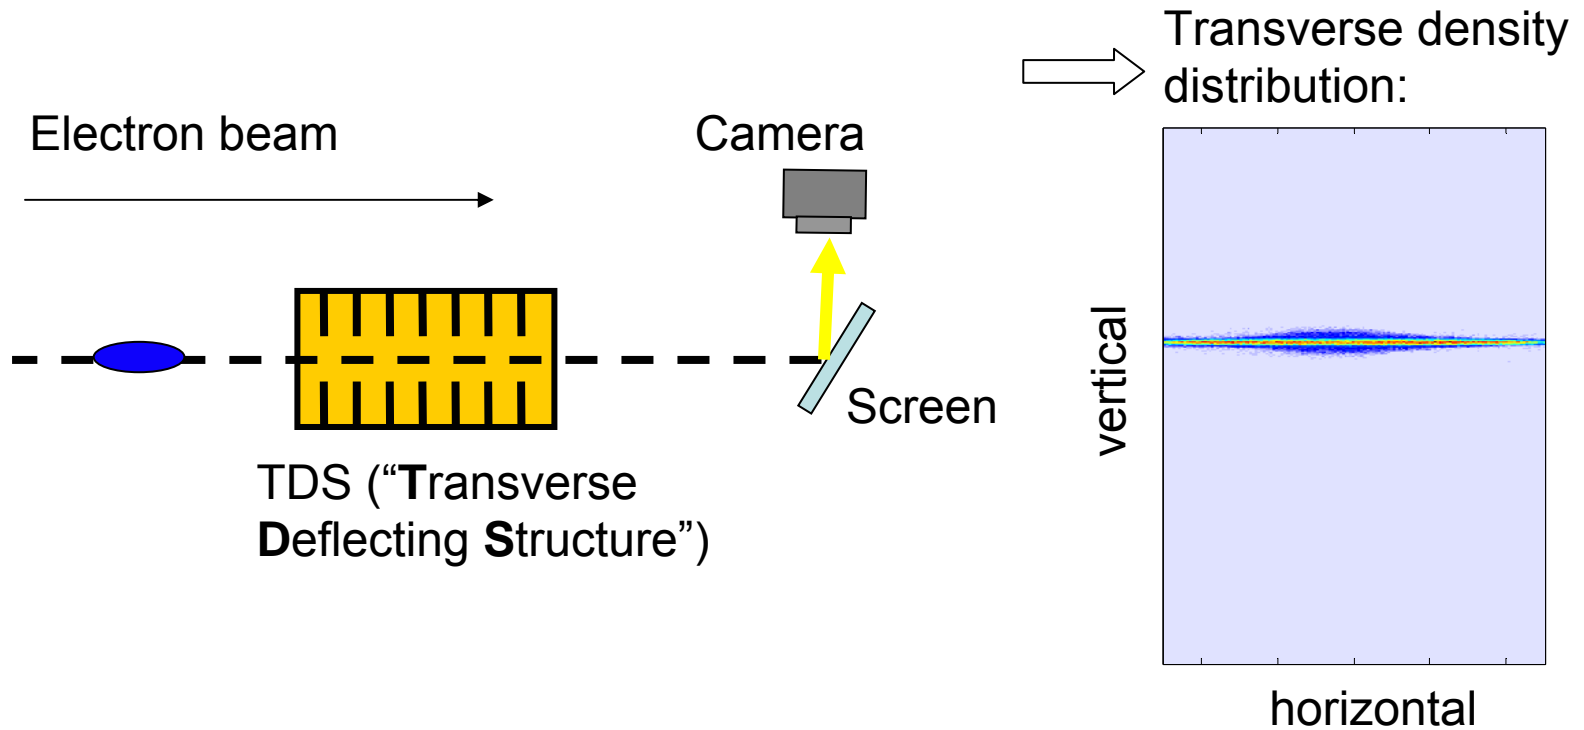 Electron beam
Camera
Screen
TDS (“Transverse
Deflecting Structure”)
Transverse density
distribution:
vertical
horizontal